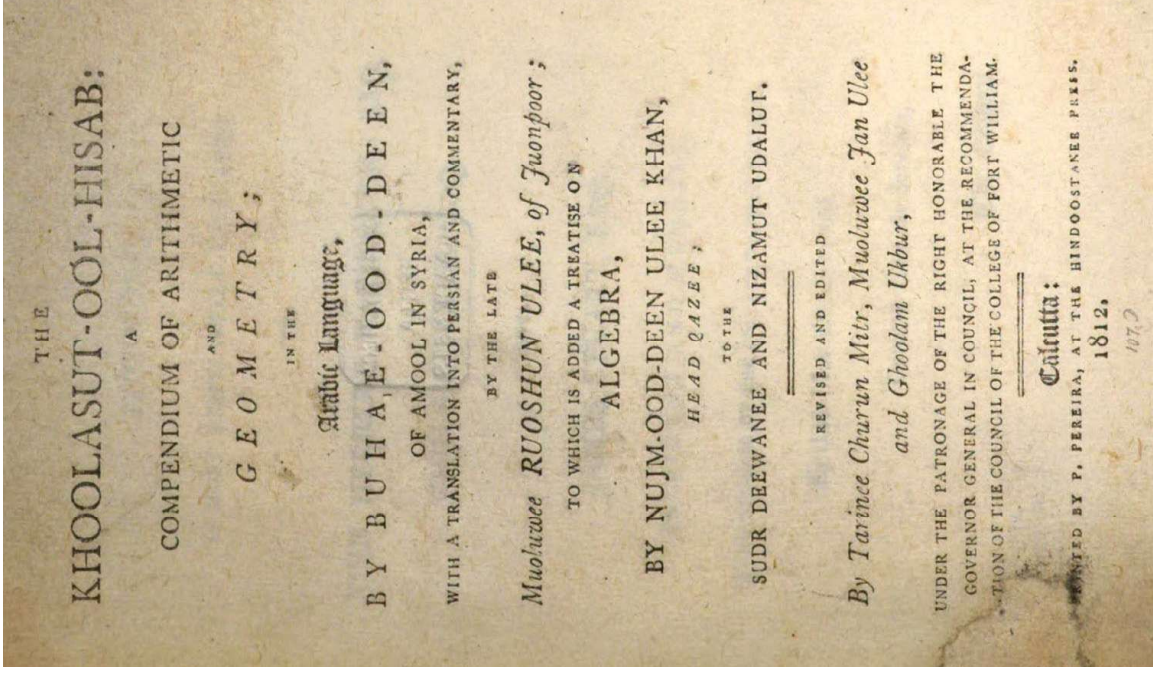 THE
KHOOLASUT-OOL-HISAB:
A
COMPENDIUM OF ARITHMETIC
AND
GEOMETRY;
IN THE
Arabic Language,
BY BUHAE-OOD-DEEN,
OF AMOOL IN SYRIA,
WITH A TRANSLATION INTO PERSIAN AND COMMENTARY,
BY THE LATE
Muoluwee RUOSHUN ULEE, of Juonpoor;
TO WHICH IS ADDED A TREATISE ON
ALGEBRA,
BY NUJM-OOD-DEEN ULEE KHAN,
HEAD QAZEE;
TO THE
SUDR DEEWANEE AND NIZAMUT UDALUT.
REVISED AND EDITED
By Tarince Churun Mitr, Muoluwee Jan Ulee
and Ghoolam Ukbur,
UNDER THE PATRONAGE OF THE RIGHT HONORABLE THE
GOVERNOR GENERAL IN COUNCIL, AT THE RECOMMENDA-
TION OF THE COUNCIL OF THE COLLEGE OF FORT WILLIAM.
Calcutta:
PRINTED BY P. PEREIRA, AT THE HINDOOSTANEE PRESS.
1812.